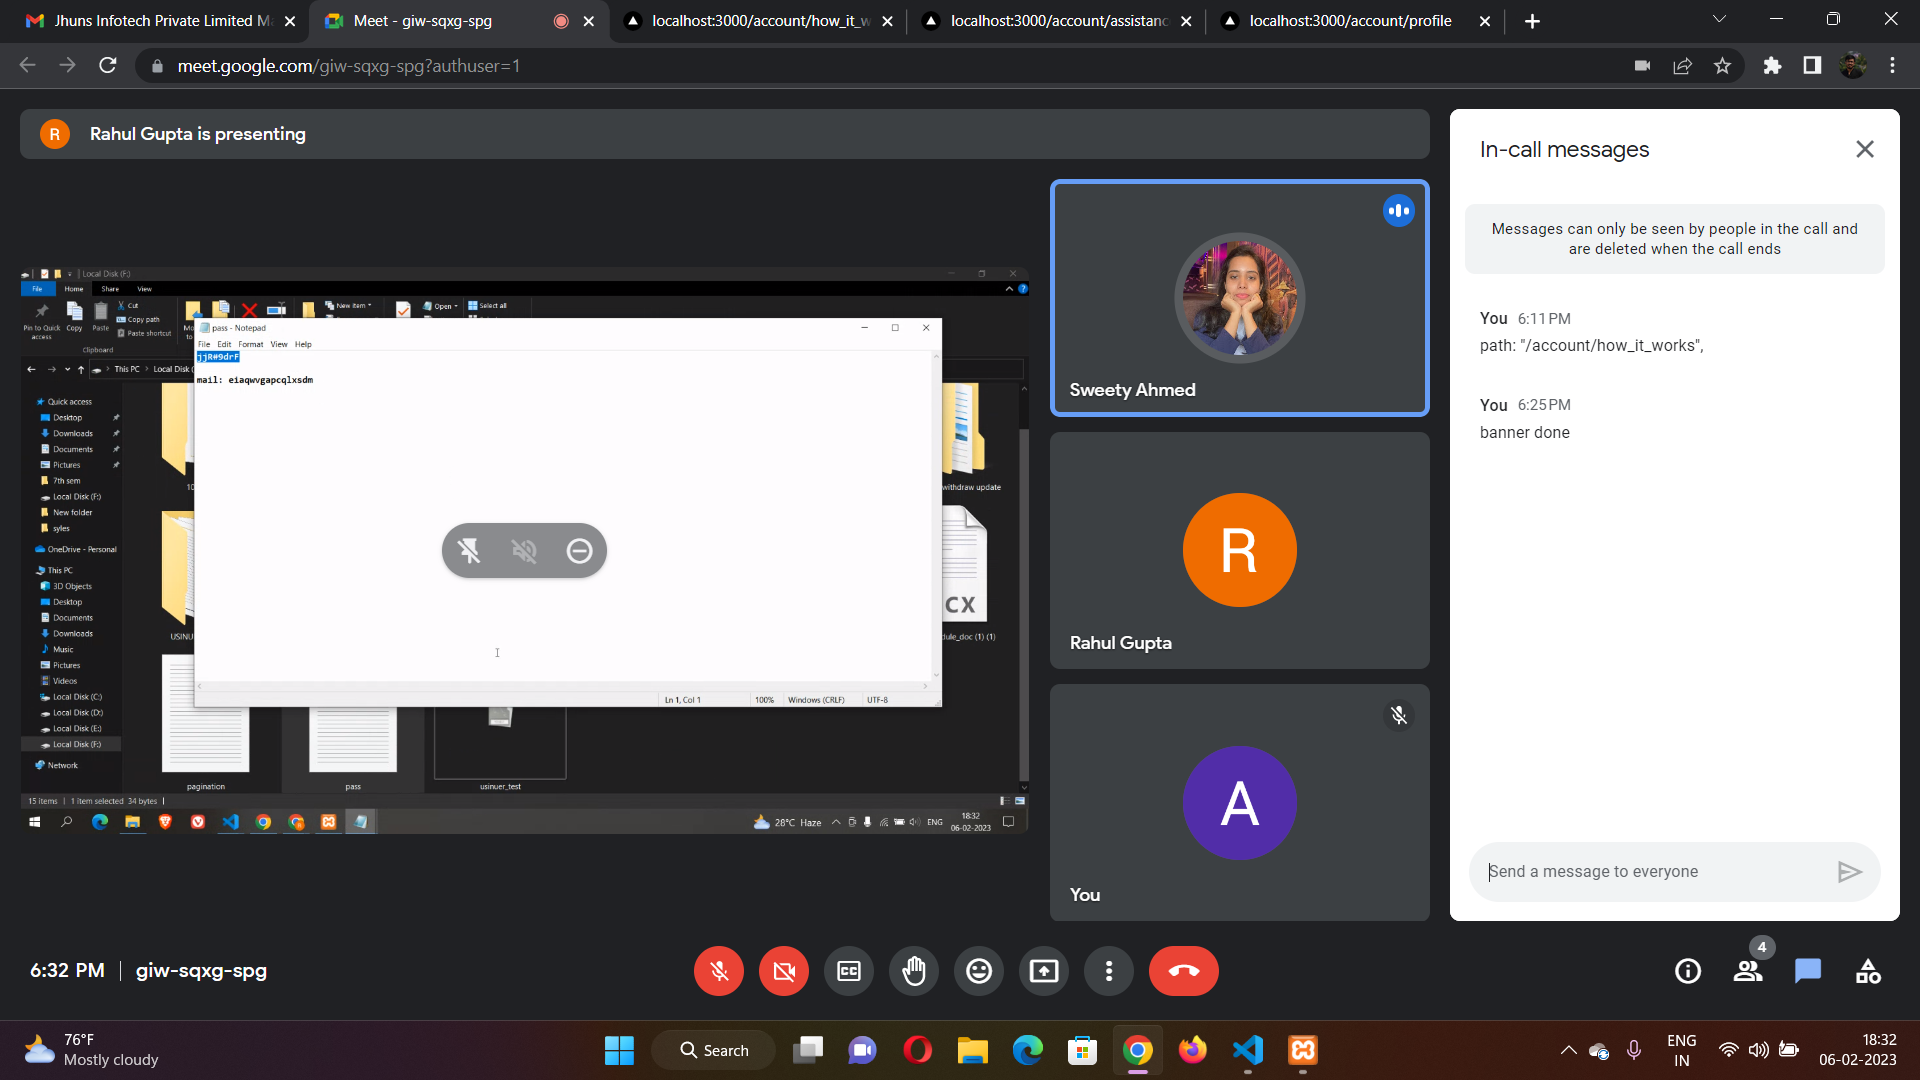 Jhuns Infotech Private Limited Ma
Meet - giw-sqxg-spg
localhost:3000/account/how_it_w
localhost:3000/account/assistanc
localhost:3000/account/profile
meet.google.com/giw-sqxg-spg?authuser=1
R
Rahul Gupta is presenting
Local Disk (F:)
File Home Share View
Pin to Quick access
Copy
Paste
Cut
Copy path
Paste shortcut
Clipboard
New item
Open
Select all
This PC
Local Disk
pass - Notepad
File Edit Format View Help
jjR#9drF
mail: eiaqwvgapcqlxsdm
Ln 1, Col 1
100%
Windows (CRLF)
UTF-8
Quick access
Desktop
Downloads
Documents
Pictures
7th sem
Local Disk (F:)
New folder
syles
OneDrive - Personal
This PC
3D Objects
Desktop
Documents
Downloads
Music
Pictures
Videos
Local Disk (C:)
Local Disk (D:)
Local Disk (E:)
Local Disk (F:)
Network
withdraw update
USINU
CX
dule_doc (1) (1)
pagination
pass
usinuer_test
15 items
1 item selected 34 bytes
28°C Haze
ENG
18:32
06-02-2023
Sweety Ahmed
R
Rahul Gupta
A
You
In-call messages
Messages can only be seen by people in the call and
are deleted when the call ends
You 6:11 PM
path: "/account/how_it_works",
You 6:25 PM
banner done
Send a message to everyone
6:32 PM
giw-sqxg-spg
CC
4
76°F
Mostly cloudy
Search
ENG
IN
18:32
06-02-2023